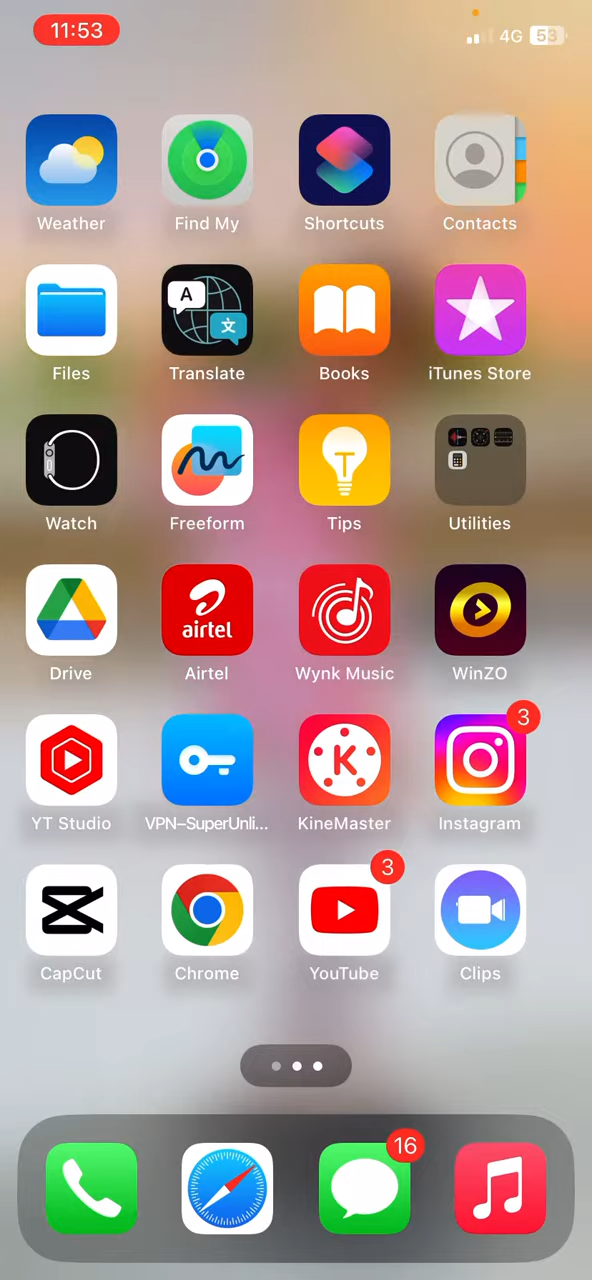 11:53
4G 53
Weather Find My Shortcuts Contacts
A 文
Files Translate Books iTunes Store
Watch Freeform Tips Utilities
airtel
Drive Airtel Wynk Music WinZO
K 3
YT Studio VPN–SuperUnli... KineMaster Instagram
3
CapCut Chrome YouTube Clips
16